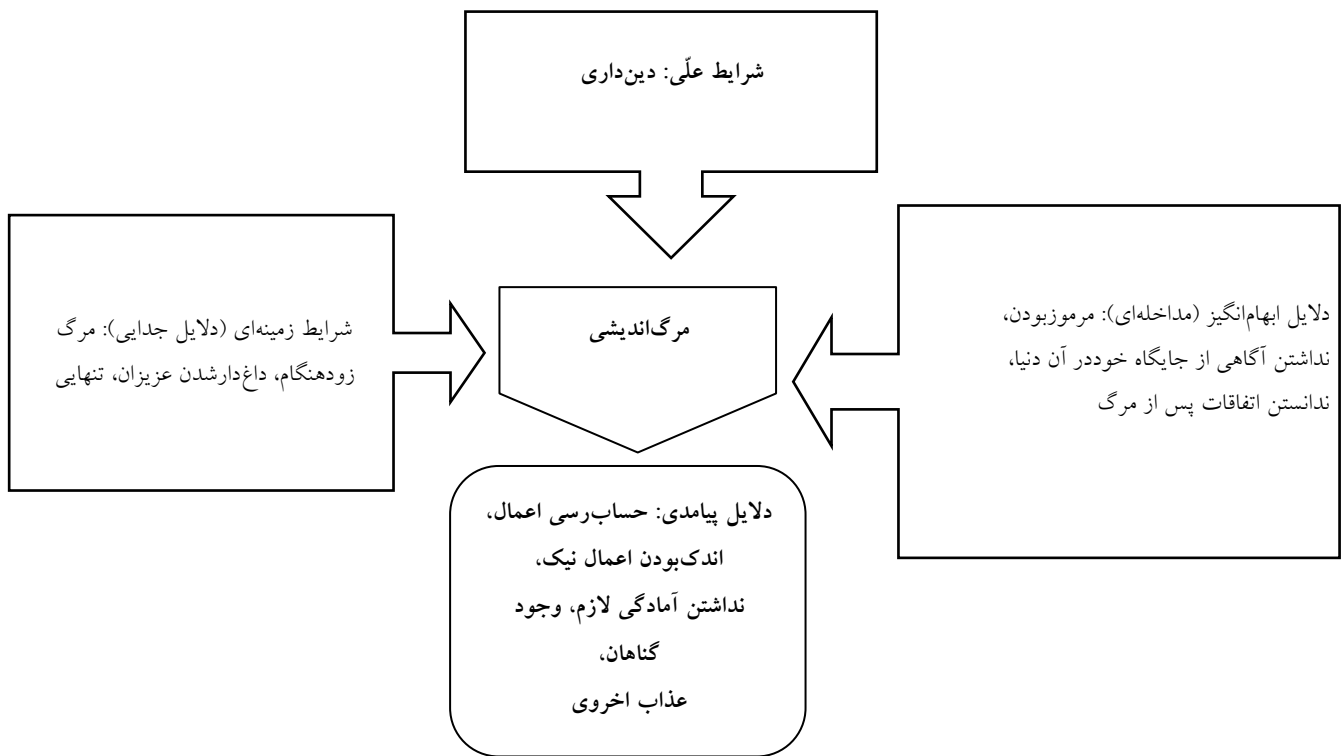 شرایط علّی: دین‌داری
دلایل ابهام‌انگیز (مداخله‌ای): مرموزبودن،
نداشتن آگاهی از جایگاه خوددر آن دنیا،
ندانستن اتفاقات پس از مرگ
مرگ‌اندیشی
شرایط زمینه‌ای (دلایل جدایی): مرگ
زودهنگام، داغ‌دارشدن عزیزان، تنهایی
دلایل پیامدی: حساب‌رسی اعمال،
اندک‌بودن اعمال نیک،
نداشتن آمادگی لازم، وجود
گناهان،
عذاب اخروی